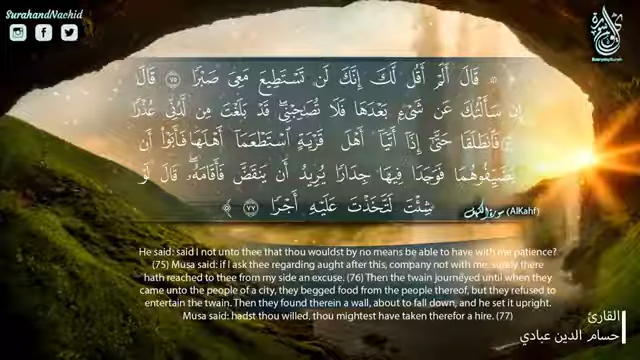 SurahandNachid
EverydaySurah
۞ قَالَ أَلَمْ أَقُل لَّكَ إِنَّكَ لَن تَسْتَطِيعَ مَعِىَ صَبْرًا ٧٥ قَالَ
إِن سَأَلْتُكَ عَن شَىْءٍۭ بَعْدَهَا فَلَا تُصَٰحِبْنِى ۖ قَدْ بَلَغْتَ مِن لَّدُنِّى عُذْرًا
فَٱنطَلَقَا حَتَّىٰٓ إِذَآ أَتَيَآ أَهْلَ قَرْيَةٍ ٱسْتَطْعَمَآ أَهْلَهَا فَأَبَوْا۟ أَن
يُضَيِّفُوهُمَا فَوَجَدَا فِيهَا جِدَارًا يُرِيدُ أَن يَنقَضَّ فَأَقَامَهُۥ ۖ قَالَ لَوْ
شِئْتَ لَتَّخَذْتَ عَلَيْهِ أَجْرًا ٧٧
سورة الكهف (AlKahf)
He said: said I not unto thee that thou wouldst by no means be able to have with me patience?
(75) Musa said: if I ask thee regarding aught after this, company not with me, surely there
hath reached to thee from my side an excuse. (76) Then the twain journeyed until when they
came unto the people of a city, they begged food from the people thereof, but they refused to
entertain the twain. Then they found therein a wall, about to fall down, and he set it upright.
Musa said: hadst thou willed, thou mightest have taken therefor a hire. (77)
القارئ
حسام الدين عبادي